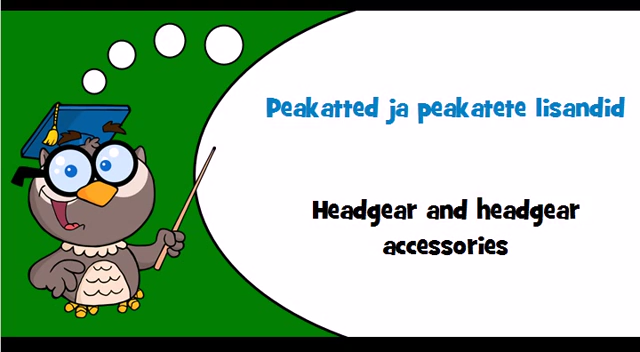 Peakatted ja peakatete lisandid
Headgear and headgear
accessories